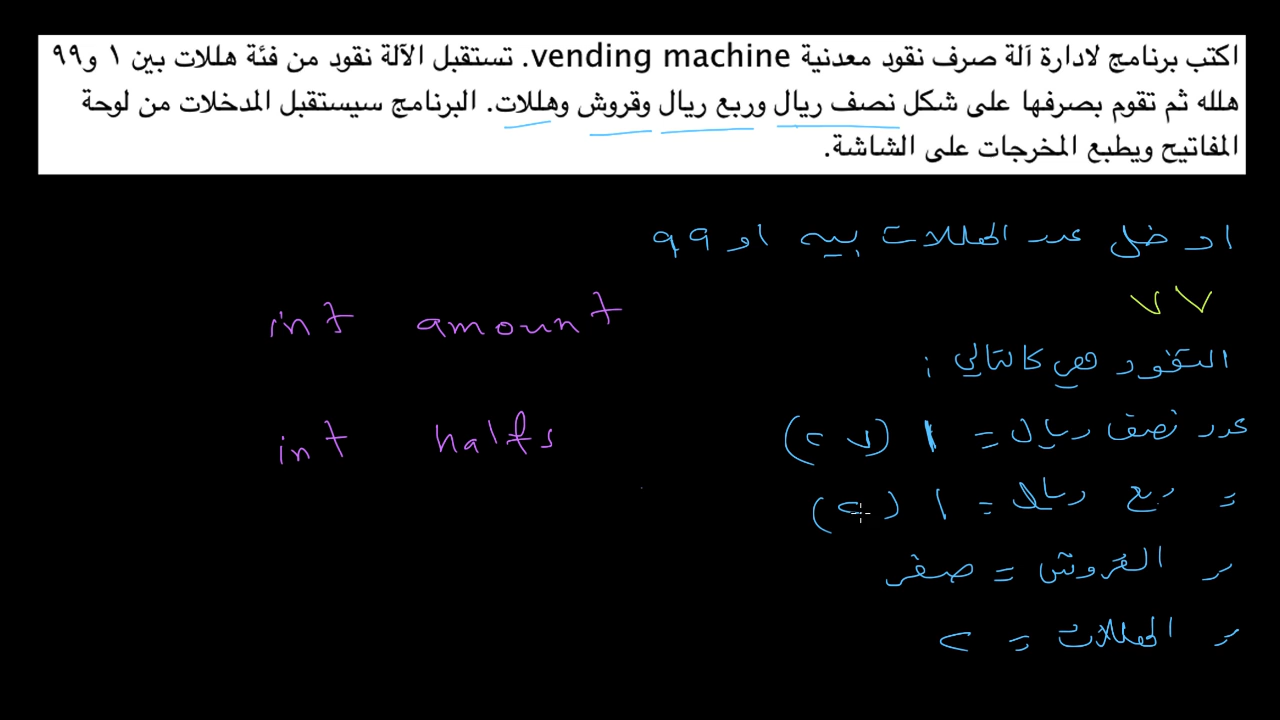 اكتب برنامج لادارة آلة صرف نقود معدنية vending machine. تستقبل الآلة نقود من فئة هللات بين ١ و٩٩
هلله ثم تقوم بصرفها على شكل نصف ريال وربع ريال وقروش وهللات. البرنامج سيستقبل المدخلات من لوحة
المفاتيح ويطبع المخرجات على الشاشة.
ادخل عدد الهللات بين ١ و ٩٩
٧٧
int amount
النقود هي كالتالي :
عدد نصف ريال = ١ (٢٧)
int halfs
= ربع ريال = ١ (٢)
= القروش = صفر
= الهللات = ٢